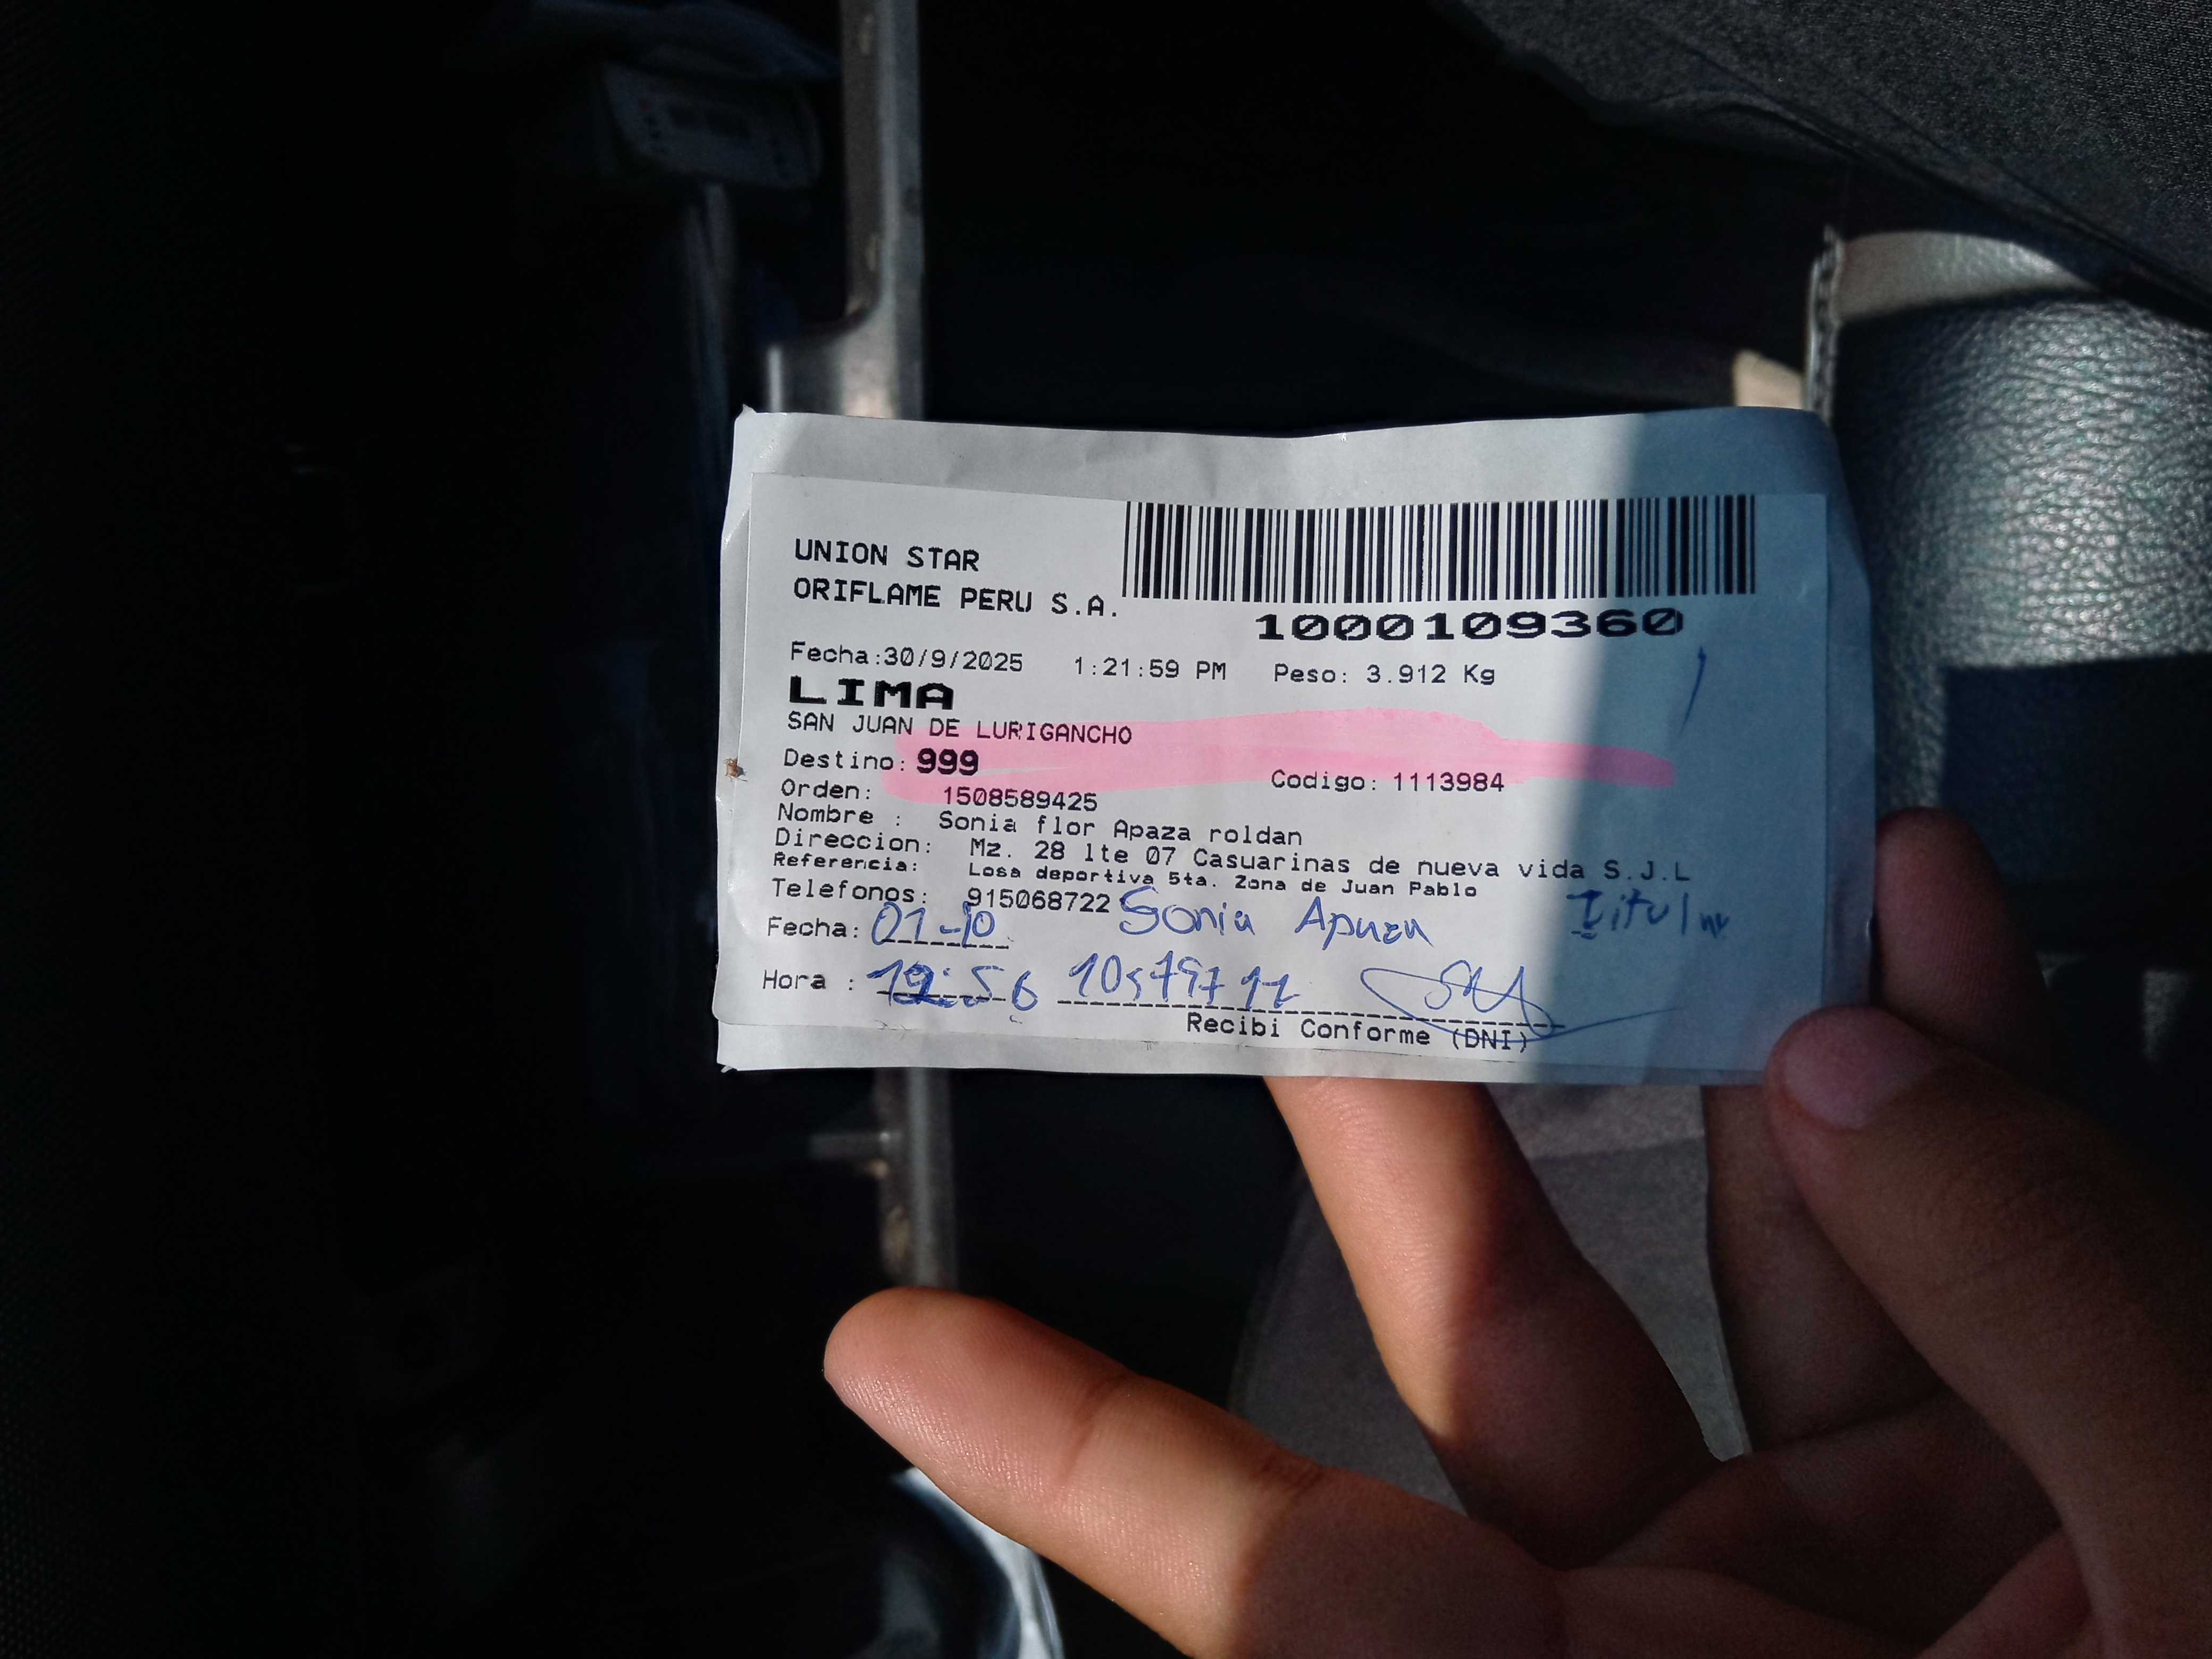 UNION STAR
ORIFLAME PERU S.A.
1000109360
Fecha:30/9/2025 1:21:59 PM Peso: 3.912 Kg
LIMA
SAN JUAN DE LURIGANCHO
Destino: 999 Codigo: 1113984
Orden: 1508589425
Nombre : Sonia flor Apaza roldan
Direccion: Mz. 28 lte 07 Casuarinas de nueva vida S.J.L
Referencia: Losa deportiva 5ta. Zona de Juan Pablo
Telefonos: 915068722 Sonia Apaza
Fecha: 01-10
Hora :
Recibi Conforme (DNI)